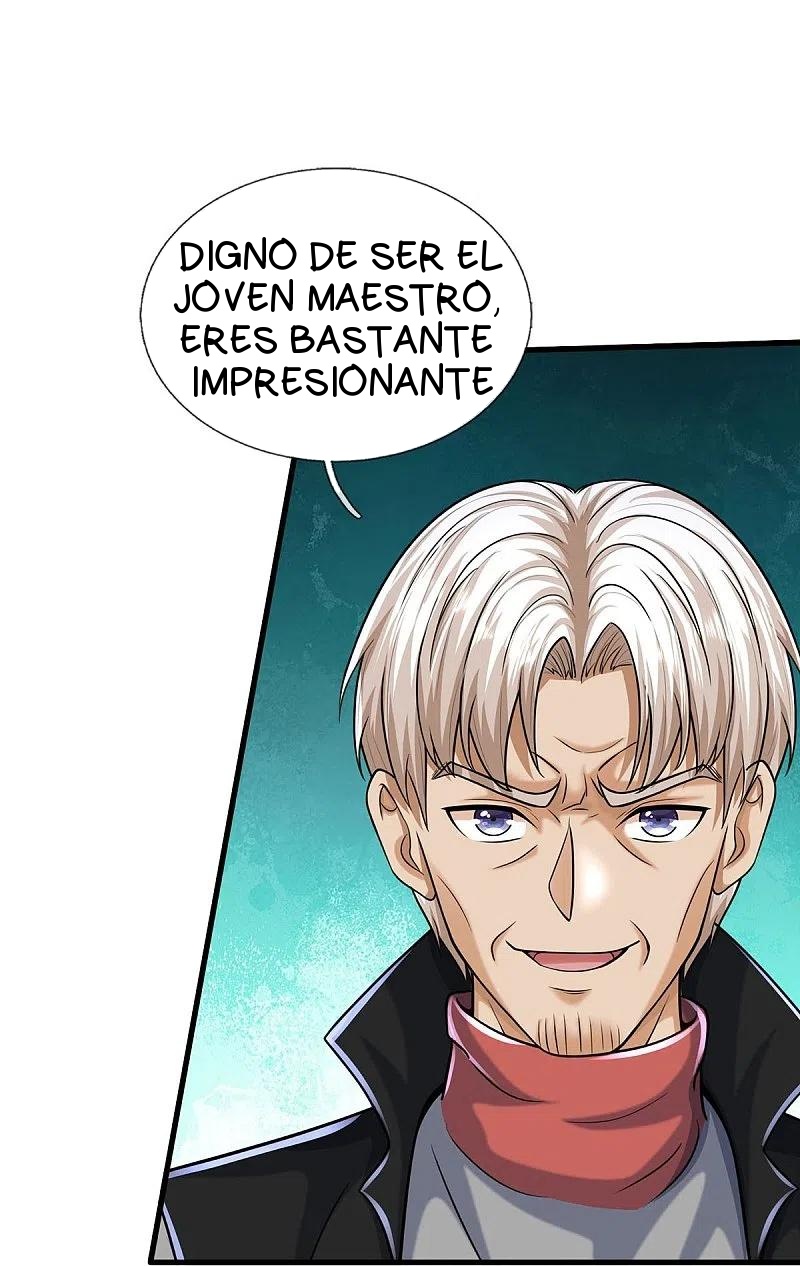 DIGNO DE SER EL
JOVEN MAESTRO,
ERES BASTANTE
IMPRESIONANTE